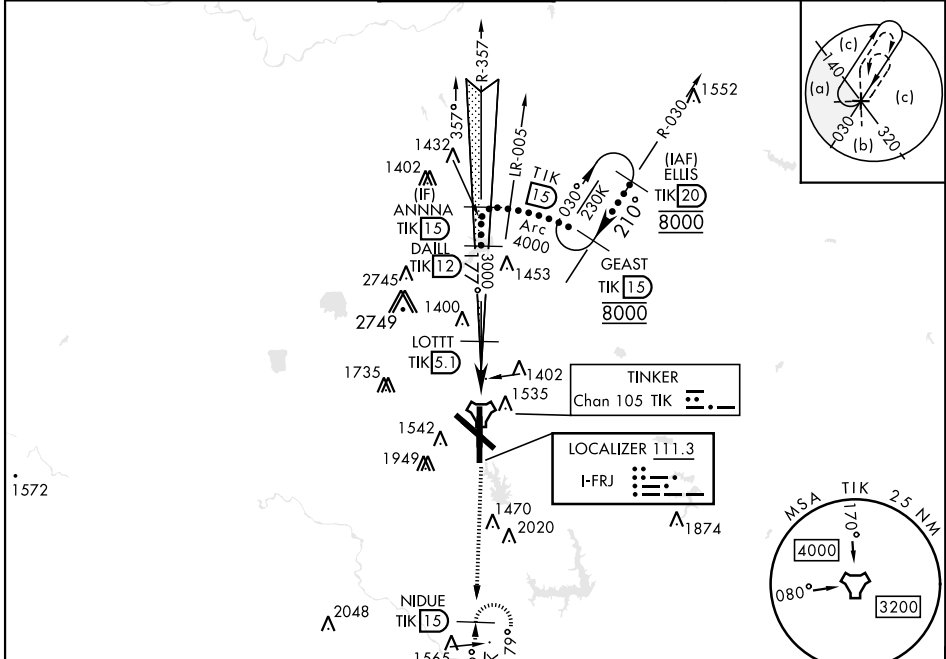 R-357
357°
1432
1402
(IF)
ANNNA
TIK 15
DAILL
TIK 12
3000
177°
LR-005
TIK
15
Arc
4000
030°
230K
210°
R-030
1552
(IAF)
ELLIS
TIK 20
8000
GEAST
TIK 15
8000
1453
2745
2749
1400
LOTTT
TIK 5.1
1735
1402
1535
TINKER
Chan 105 TIK
1542
1949
LOCALIZER 111.3
I-FRJ
1572
1470
2020
1874
2048
NIDUE
TIK 15
1565
(c)
140
(a)
(c)
030
(b)
320
MSA TIK 25 NM
170°
4000
080°
3200